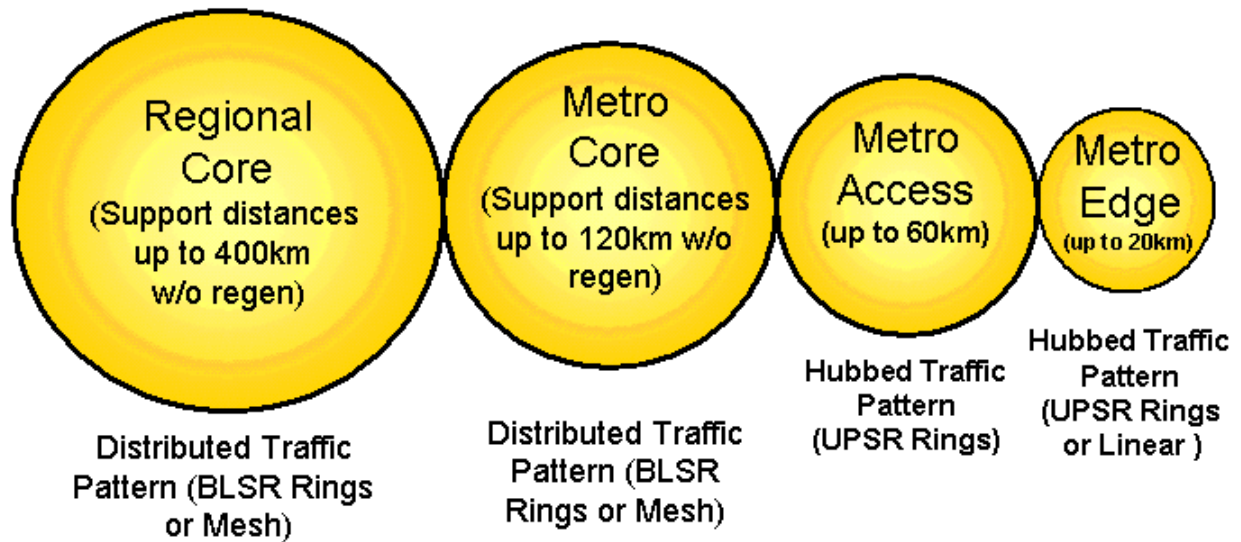 Regional
Core
(Support distances
up to 400km
w/o regen)
Distributed Traffic
Pattern (BLSR Rings
or Mesh)
Metro
Core
(Support distances
up to 120km w/o
regen)
Distributed Traffic
Pattern (BLSR
Rings or Mesh)
Metro
Access
(up to 60km)
Hubbed Traffic
Pattern
(UPSR Rings)
Metro
Edge
(up to 20km)
Hubbed Traffic
Pattern
(UPSR Rings
or Linear )